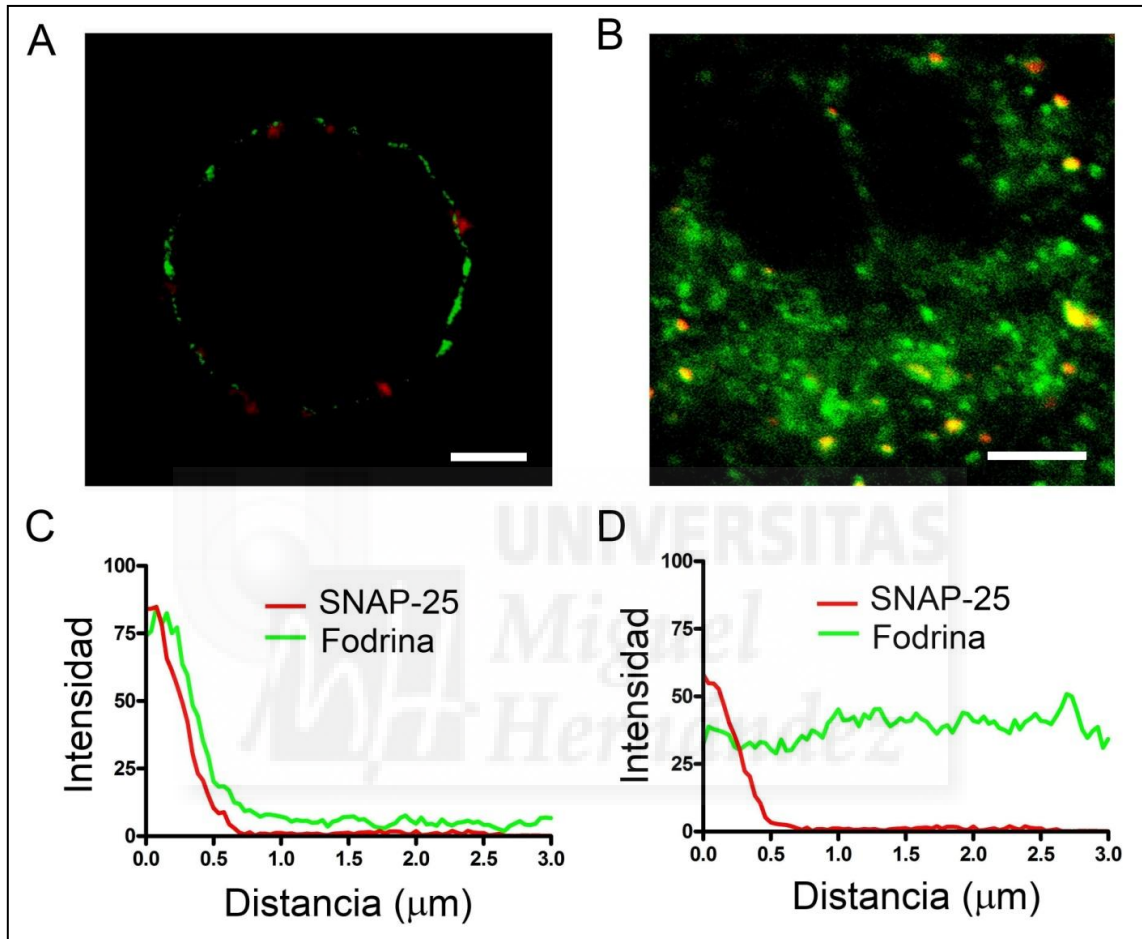 A
B
C
100
75
50
25
0
Intensidad
SNAP-25
Fodrina
0.0 0.5 1.0 1.5 2.0 2.5 3.0
Distancia (μm)
D
100
75
50
25
0
Intensidad
SNAP-25
Fodrina
0.0 0.5 1.0 1.5 2.0 2.5 3.0
Distancia (μm)
UNIVERSITAS
Miguel
Hernández